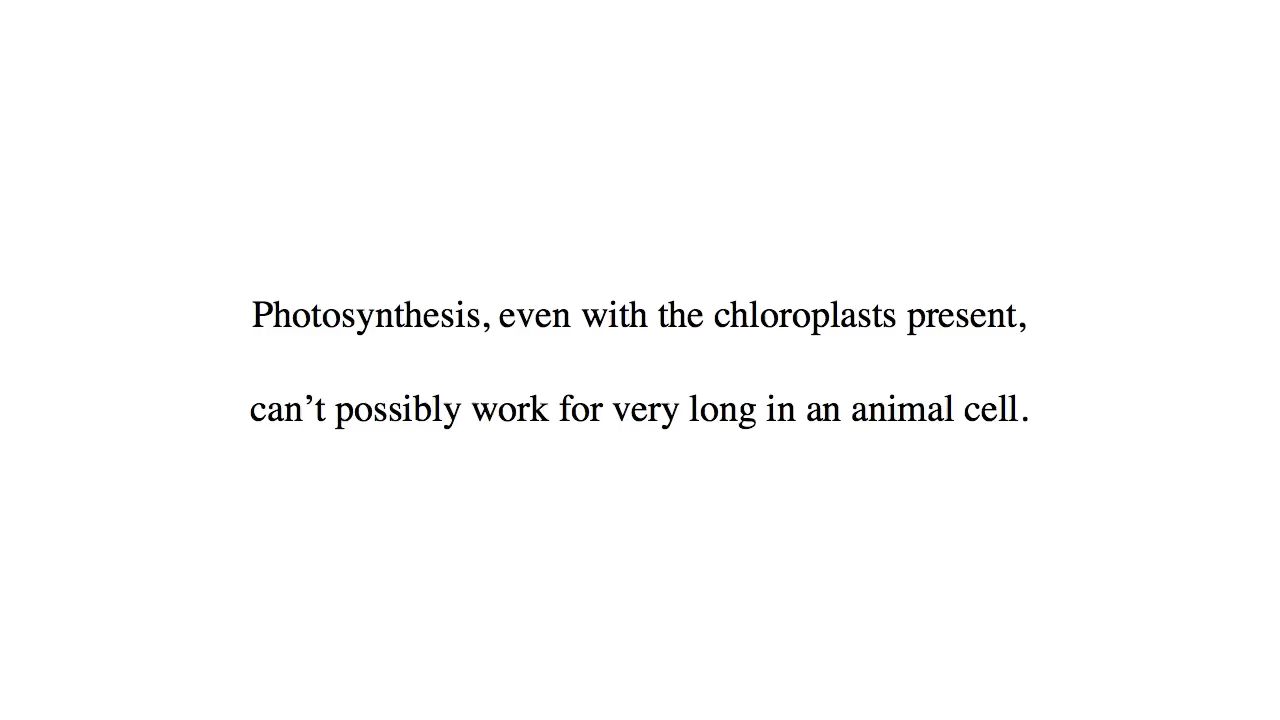 Photosynthesis, even with the chloroplasts present,
can’t possibly work for very long in an animal cell.